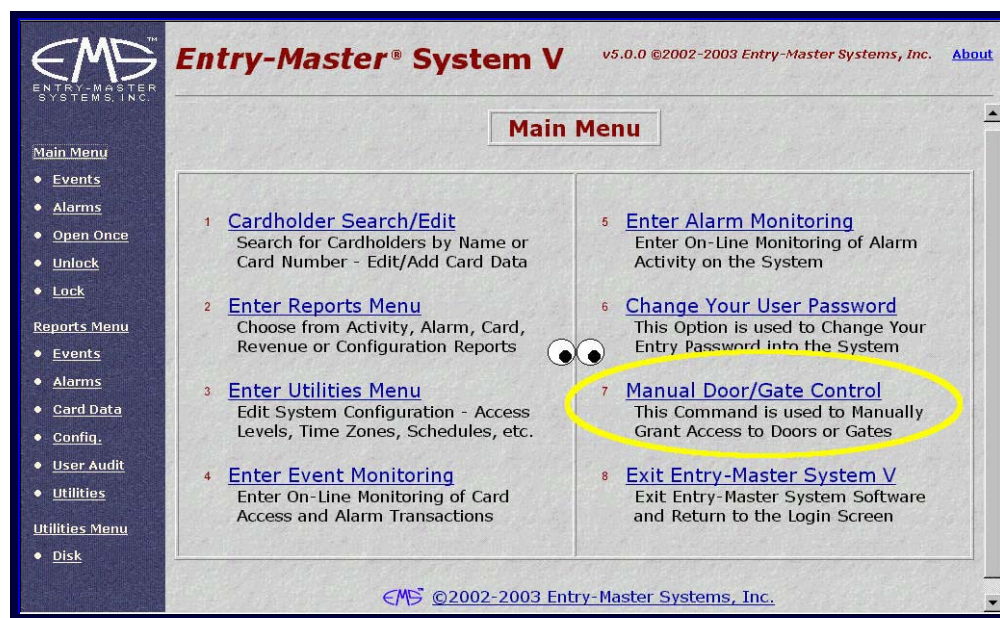 EMS™
ENTRY-MASTER
SYSTEMS, INC.
Entry-Master® System V
v5.0.0 ©2002-2003 Entry-Master Systems, Inc.
About
Main Menu
Main Menu
Events
Alarms
Open Once
Unlock
Lock
Reports Menu
Events
Alarms
Card Data
Config.
User Audit
Utilities
Utilities Menu
Disk
1 Cardholder Search/Edit
Search for Cardholders by Name or
Card Number - Edit/Add Card Data
2 Enter Reports Menu
Choose from Activity, Alarm, Card,
Revenue or Configuration Reports
3 Enter Utilities Menu
Edit System Configuration - Access
Levels, Time Zones, Schedules, etc.
4 Enter Event Monitoring
Enter On-Line Monitoring of Card
Access and Alarm Transactions
5 Enter Alarm Monitoring
Enter On-Line Monitoring of Alarm
Activity on the System
6 Change Your User Password
This Option is used to Change Your
Entry Password into the System
7 Manual Door/Gate Control
This Command is used to Manually
Grant Access to Doors or Gates
8 Exit Entry-Master System V
Exit Entry-Master System Software
and Return to the Login Screen
EMS ©2002-2003 Entry-Master Systems, Inc.